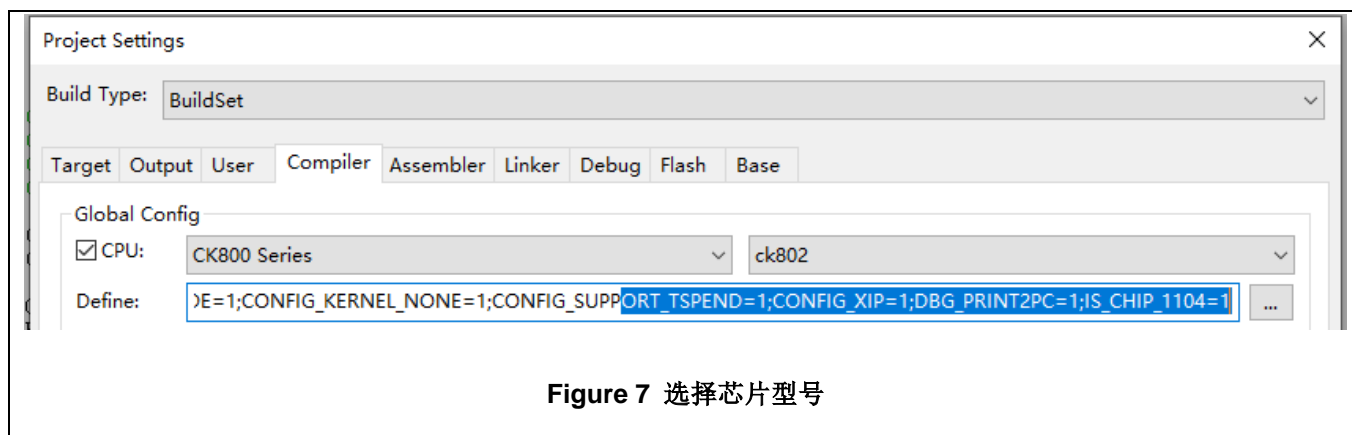 Project Settings
Build Type: BuildSet
Target Output User Compiler Assembler Linker Debug Flash Base
Global Config
CPU: CK800 Series ck802
Define: DE=1;CONFIG_KERNEL_NONE=1;CONFIG_SUPPORT_TSPEND=1;CONFIG_XIP=1;DBG_PRINT2PC=1;IS_CHIP_1104=1 ...
Figure 7 选择芯片型号